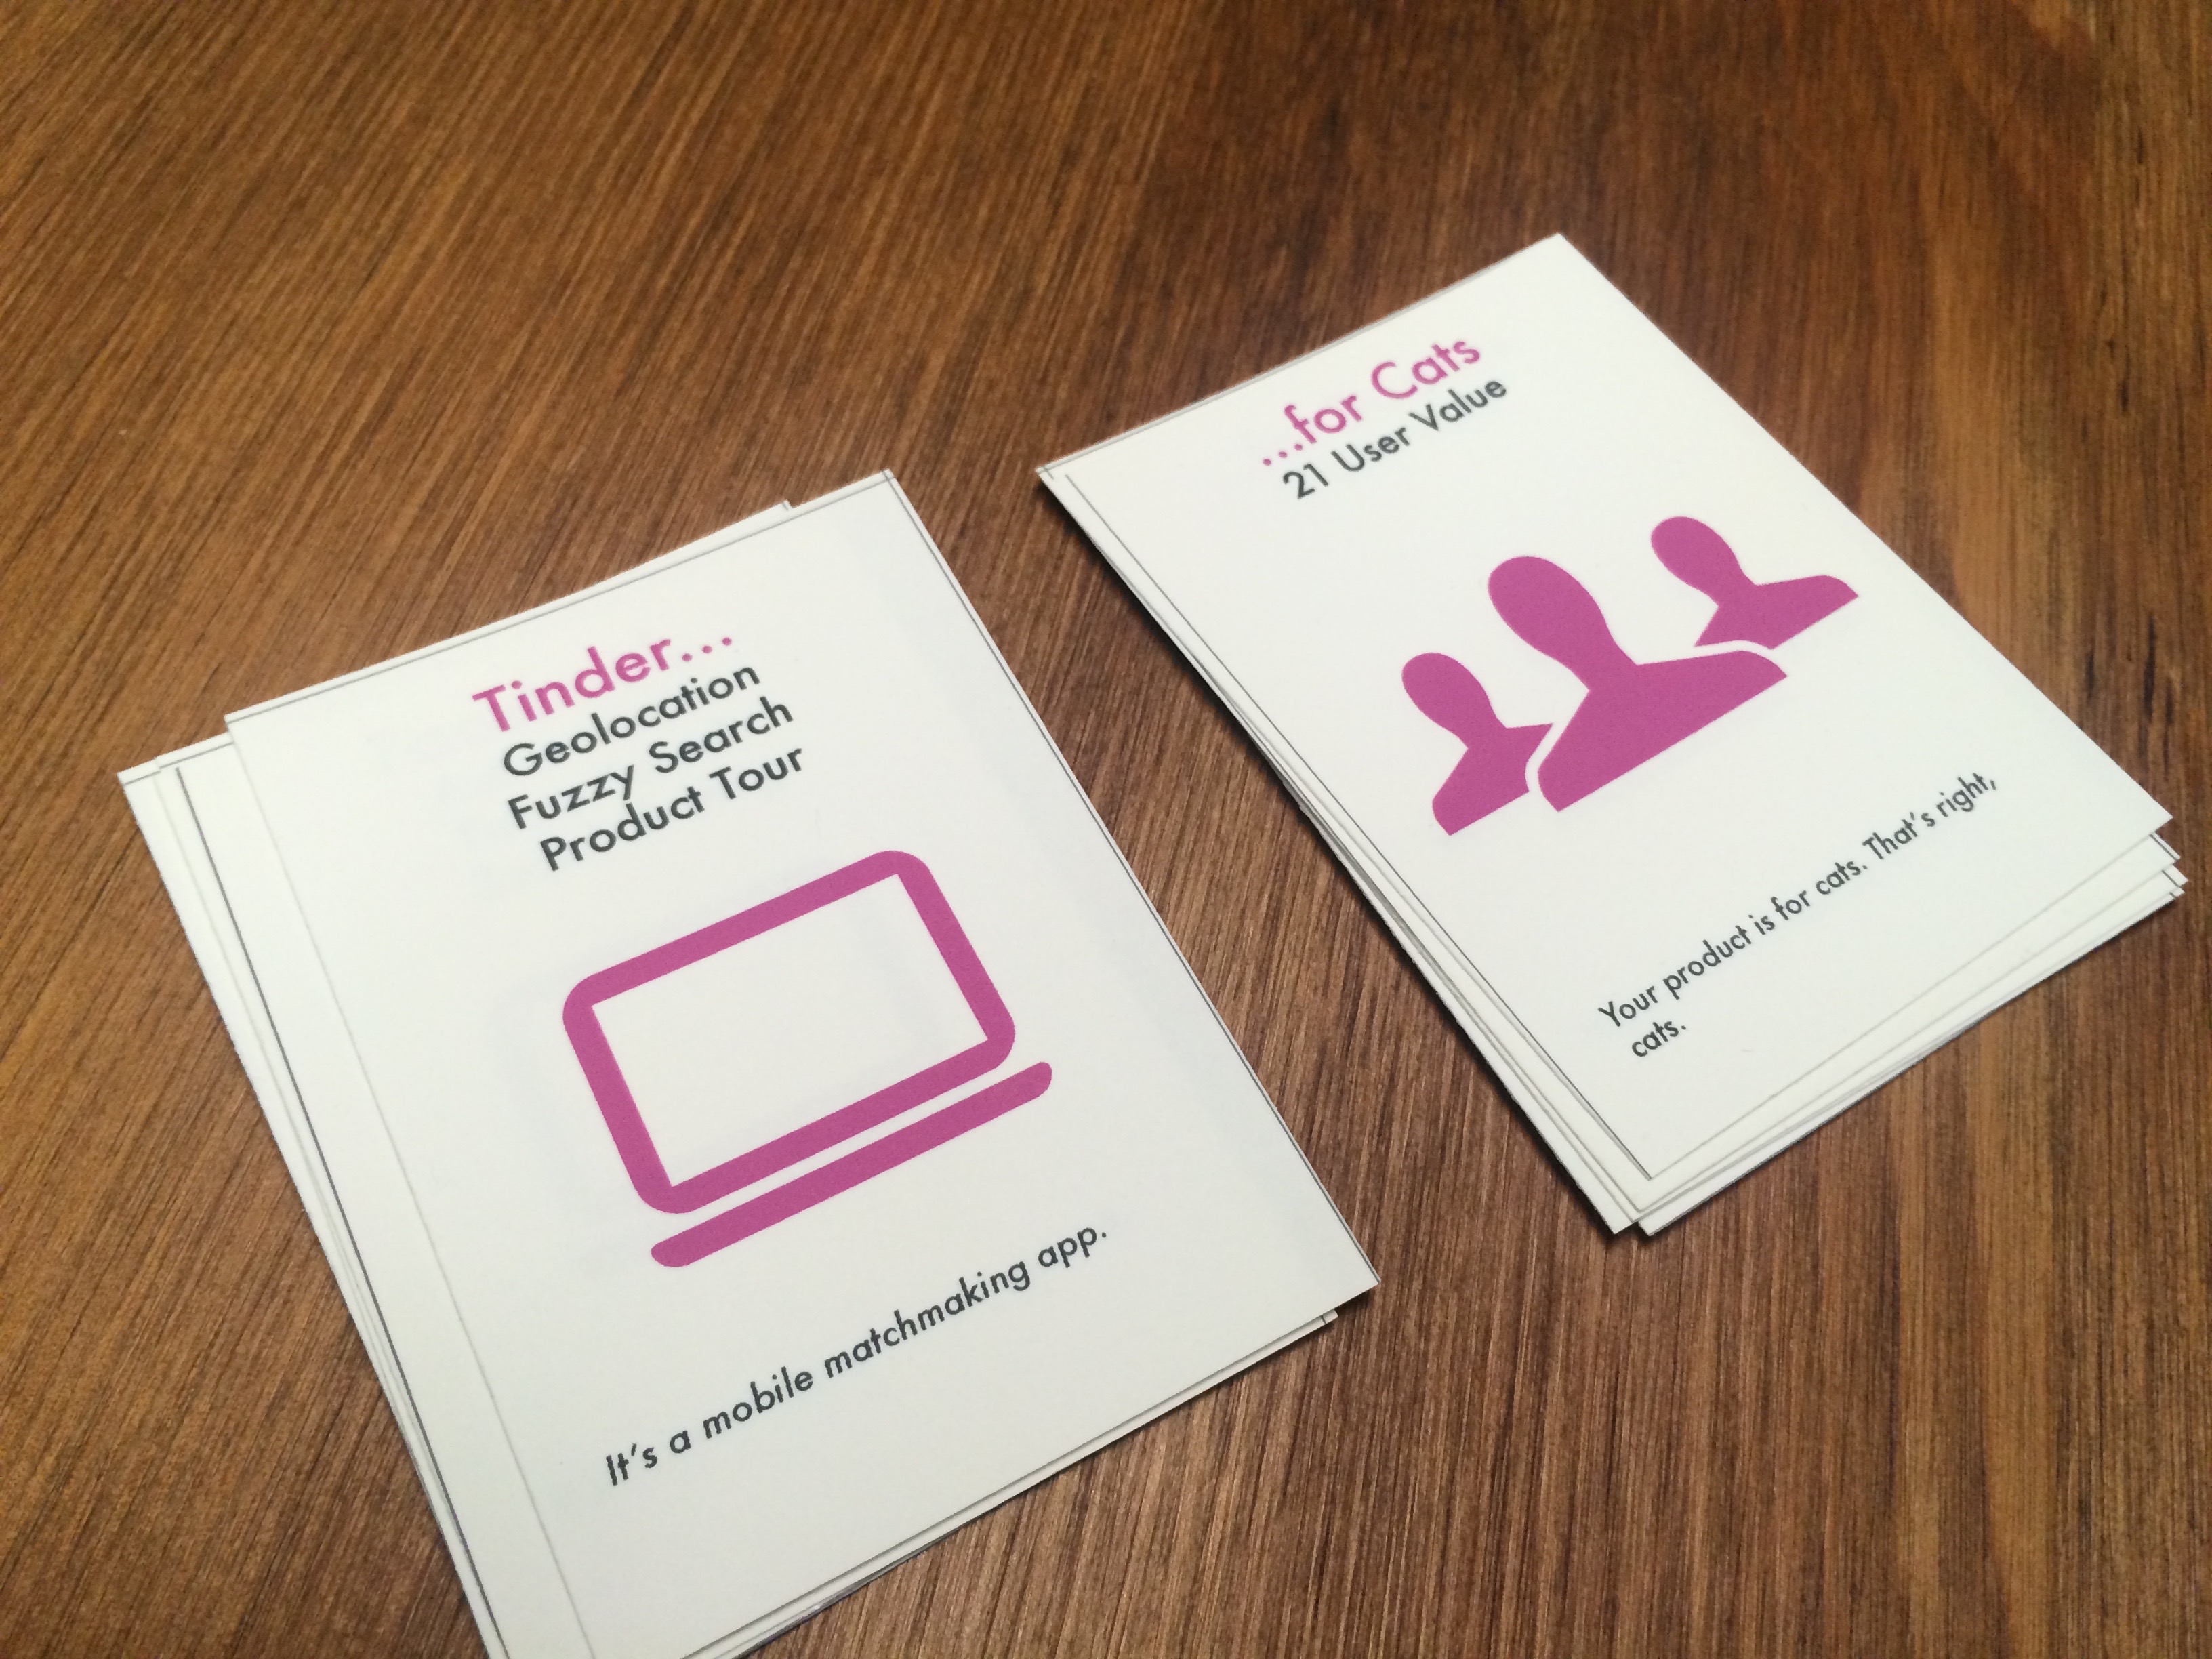 Tinder...
Geolocation
Fuzzy Search
Product Tour
It's a mobile matchmaking app.
...for Cats
21 User Value
Your product is for cats. That's right,
cats.